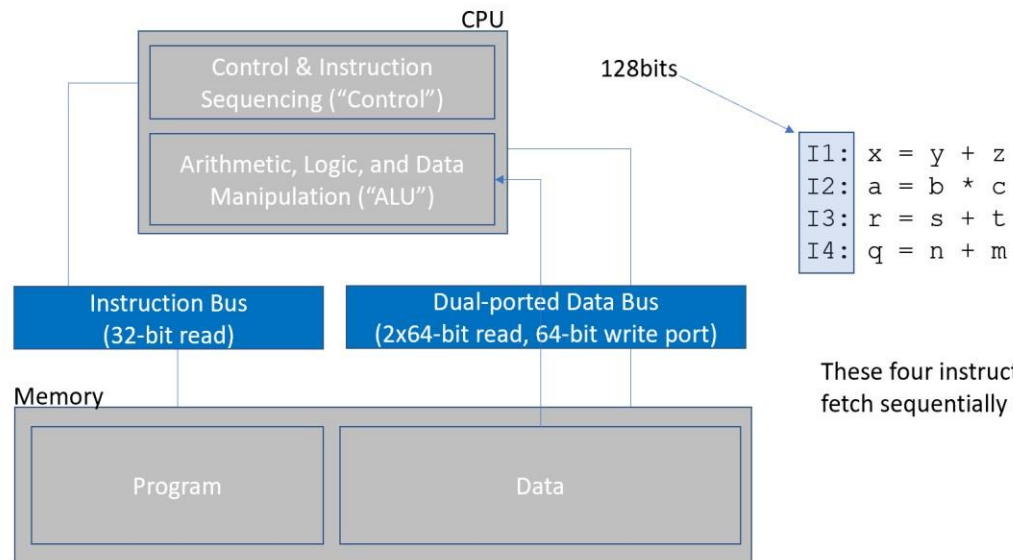 CPU
Control & Instruction
Sequencing (“Control”)
Arithmetic, Logic, and Data
Manipulation (“ALU”)
Instruction Bus
(32-bit read)
Dual-ported Data Bus
(2x64-bit read, 64-bit write port)
Memory
Program
Data
128bits
I1: x = y + z
I2: a = b * c
I3: r = s + t
I4: q = n + m
These four
fetch sequentially